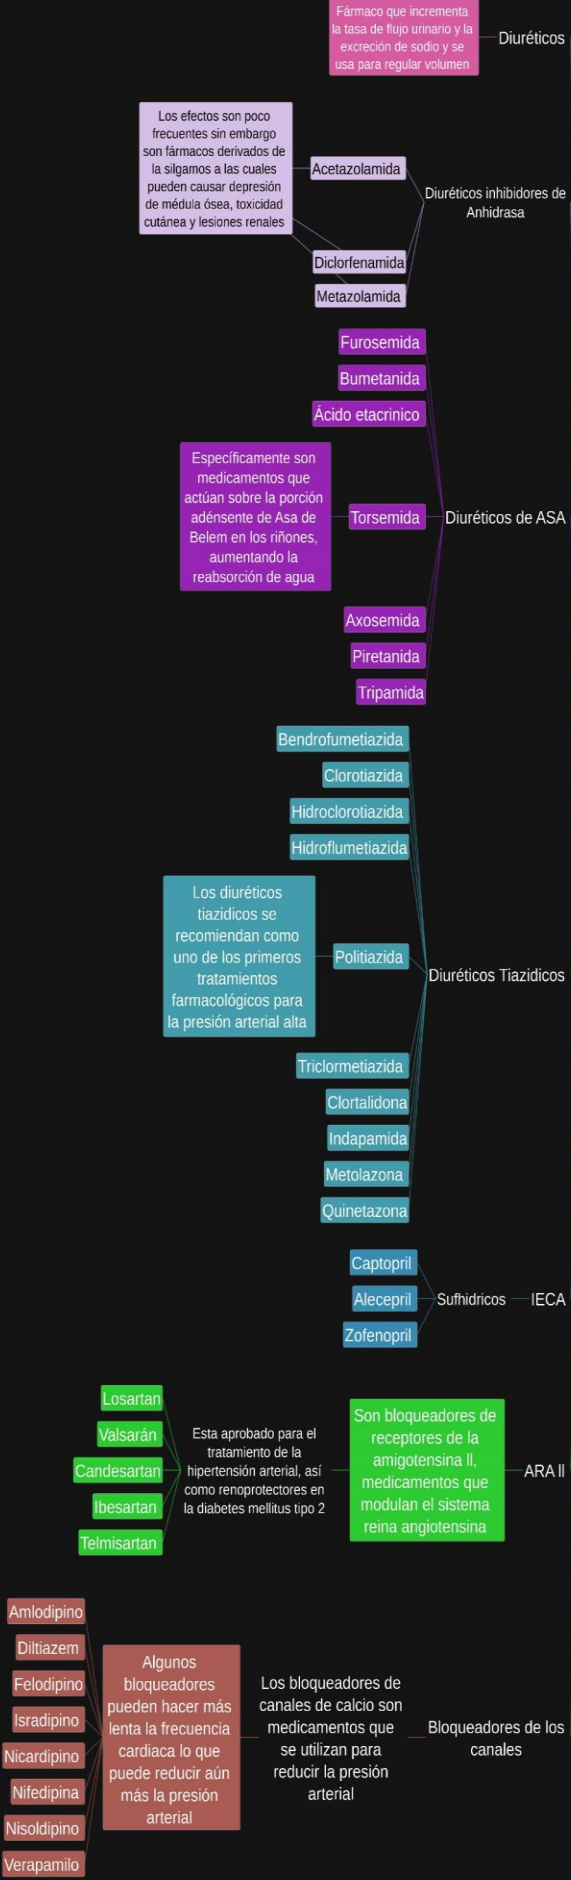 Fármaco que incrementa
la tasa de flujo urinario y la
excreción de sodio y se
usa para regular volumen
Diuréticos
Los efectos son poco
frecuentes sin embargo
son fármacos derivados de
la silgamos a las cuales
pueden causar depresión
de médula ósea, toxicidad
cutánea y lesiones renales
Acetazolamida
Diclorfenamida
Metazolamida
Diuréticos inhibidores de
Anhidrasa
Furosemida
Bumetanida
Ácido etacrinico
Específicamente son
medicamentos que
actúan sobre la porción
adénsente de Asa de
Belem en los riñones,
aumentando la
reabsorción de agua
Torsemida
Diuréticos de ASA
Axosemida
Piretanida
Tripamida
Bendrofumetiazida
Clorotiazida
Hidroclorotiazida
Hidroflumetiazida
Los diuréticos
tiazidicos se
recomiendan como
uno de los primeros
tratamientos
farmacológicos para
la presión arterial alta
Politiazida
Diuréticos Tiazidicos
Triclormetiazida
Clortalidona
Indapamida
Metolazona
Quinetazona
Captopril
Alecepril
Zofenopril
Sufhidricos
IECA
Losartan
Valsarán
Candesartan
Ibesartan
Telmisartan
Esta aprobado para el
tratamiento de la
hipertensión arterial, así
como renoprotectores en
la diabetes mellitus tipo 2
Son bloqueadores de
receptores de la
amigotensina ll,
medicamentos que
modulan el sistema
reina angiotensina
ARA ll
Amlodipino
Diltiazem
Felodipino
Isradipino
Nicardipino
Nifedipina
Nisoldipino
Verapamilo
Algunos
bloqueadores
pueden hacer más
lenta la frecuencia
cardiaca lo que
puede reducir aún
más la presión
arterial
Los bloqueadores de
canales de calcio son
medicamentos que
se utilizan para
reducir la presión
arterial
Bloqueadores de los
canales